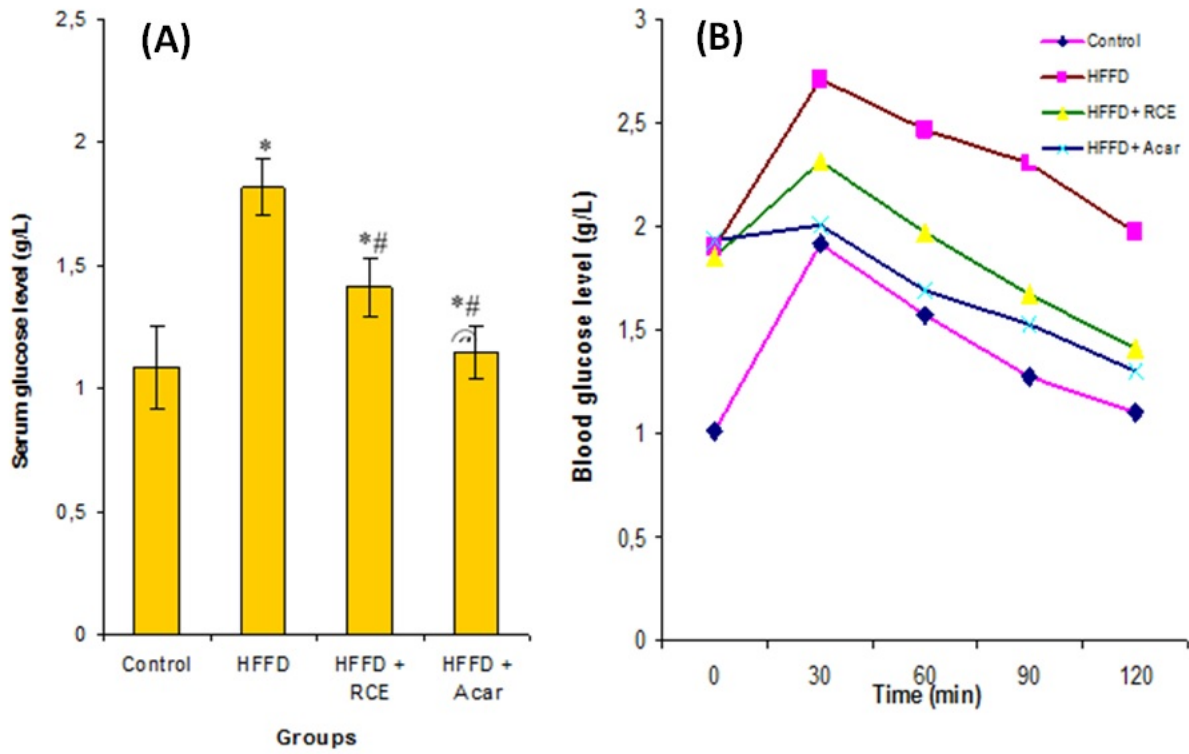 (A)
Serum glucose level (g/L)
2,5
2
1,5
1
0,5
0
*
*#
*#
Control
HFFD
HFFD +
RCE
HFFD +
Acar
Groups
(B)
Blood glucose level (g/L)
3
2,5
2
1,5
1
0,5
0
Control
HFFD
HFFD+ RCE
HFFD+ Acar
0
30
60
90
120
Time (min)